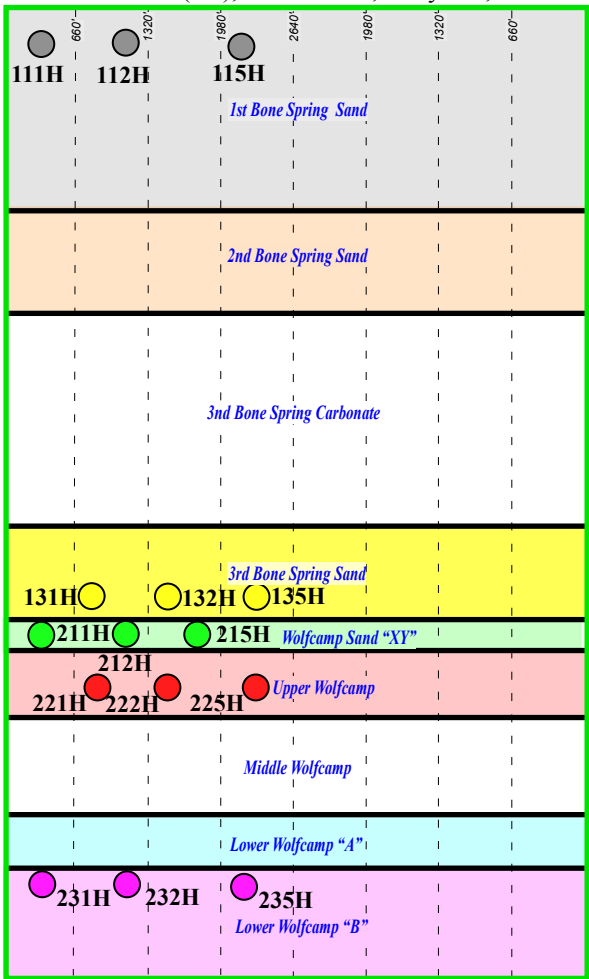 660'
1320'
1980'
2640'
1980'
1320'
660'
111H
112H
115H
1st Bone Spring Sand
2nd Bone Spring Sand
3nd Bone Spring Carbonate
3rd Bone Spring Sand
131H
132H
135H
211H
215H
Wolfcamp Sand “XY”
212H
221H
222H
225H
Upper Wolfcamp
Middle Wolfcamp
Lower Wolfcamp “A”
231H
232H
235H
Lower Wolfcamp “B”